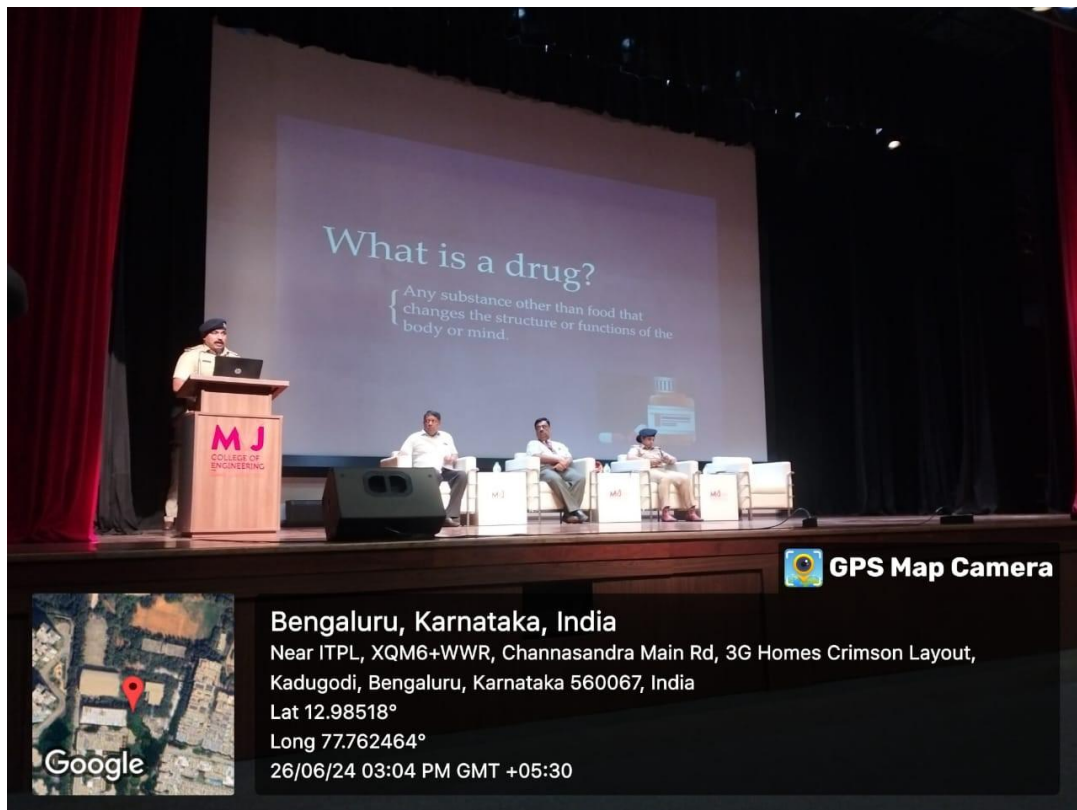 What is a drug?
Any substance other than food that
changes the structure or functions of the
body or mind.
M J
COLLEGE OF
ENGINEERING
MJ
MJ
MJ
GPS Map Camera
Bengaluru, Karnataka, India
Near ITPL, XQM6+WWR, Channasandra Main Rd, 3G Homes Crimson Layout,
Kadugodi, Bengaluru, Karnataka 560067, India
Lat 12.98518°
Long 77.762464°
26/06/24 03:04 PM GMT +05:30
Google